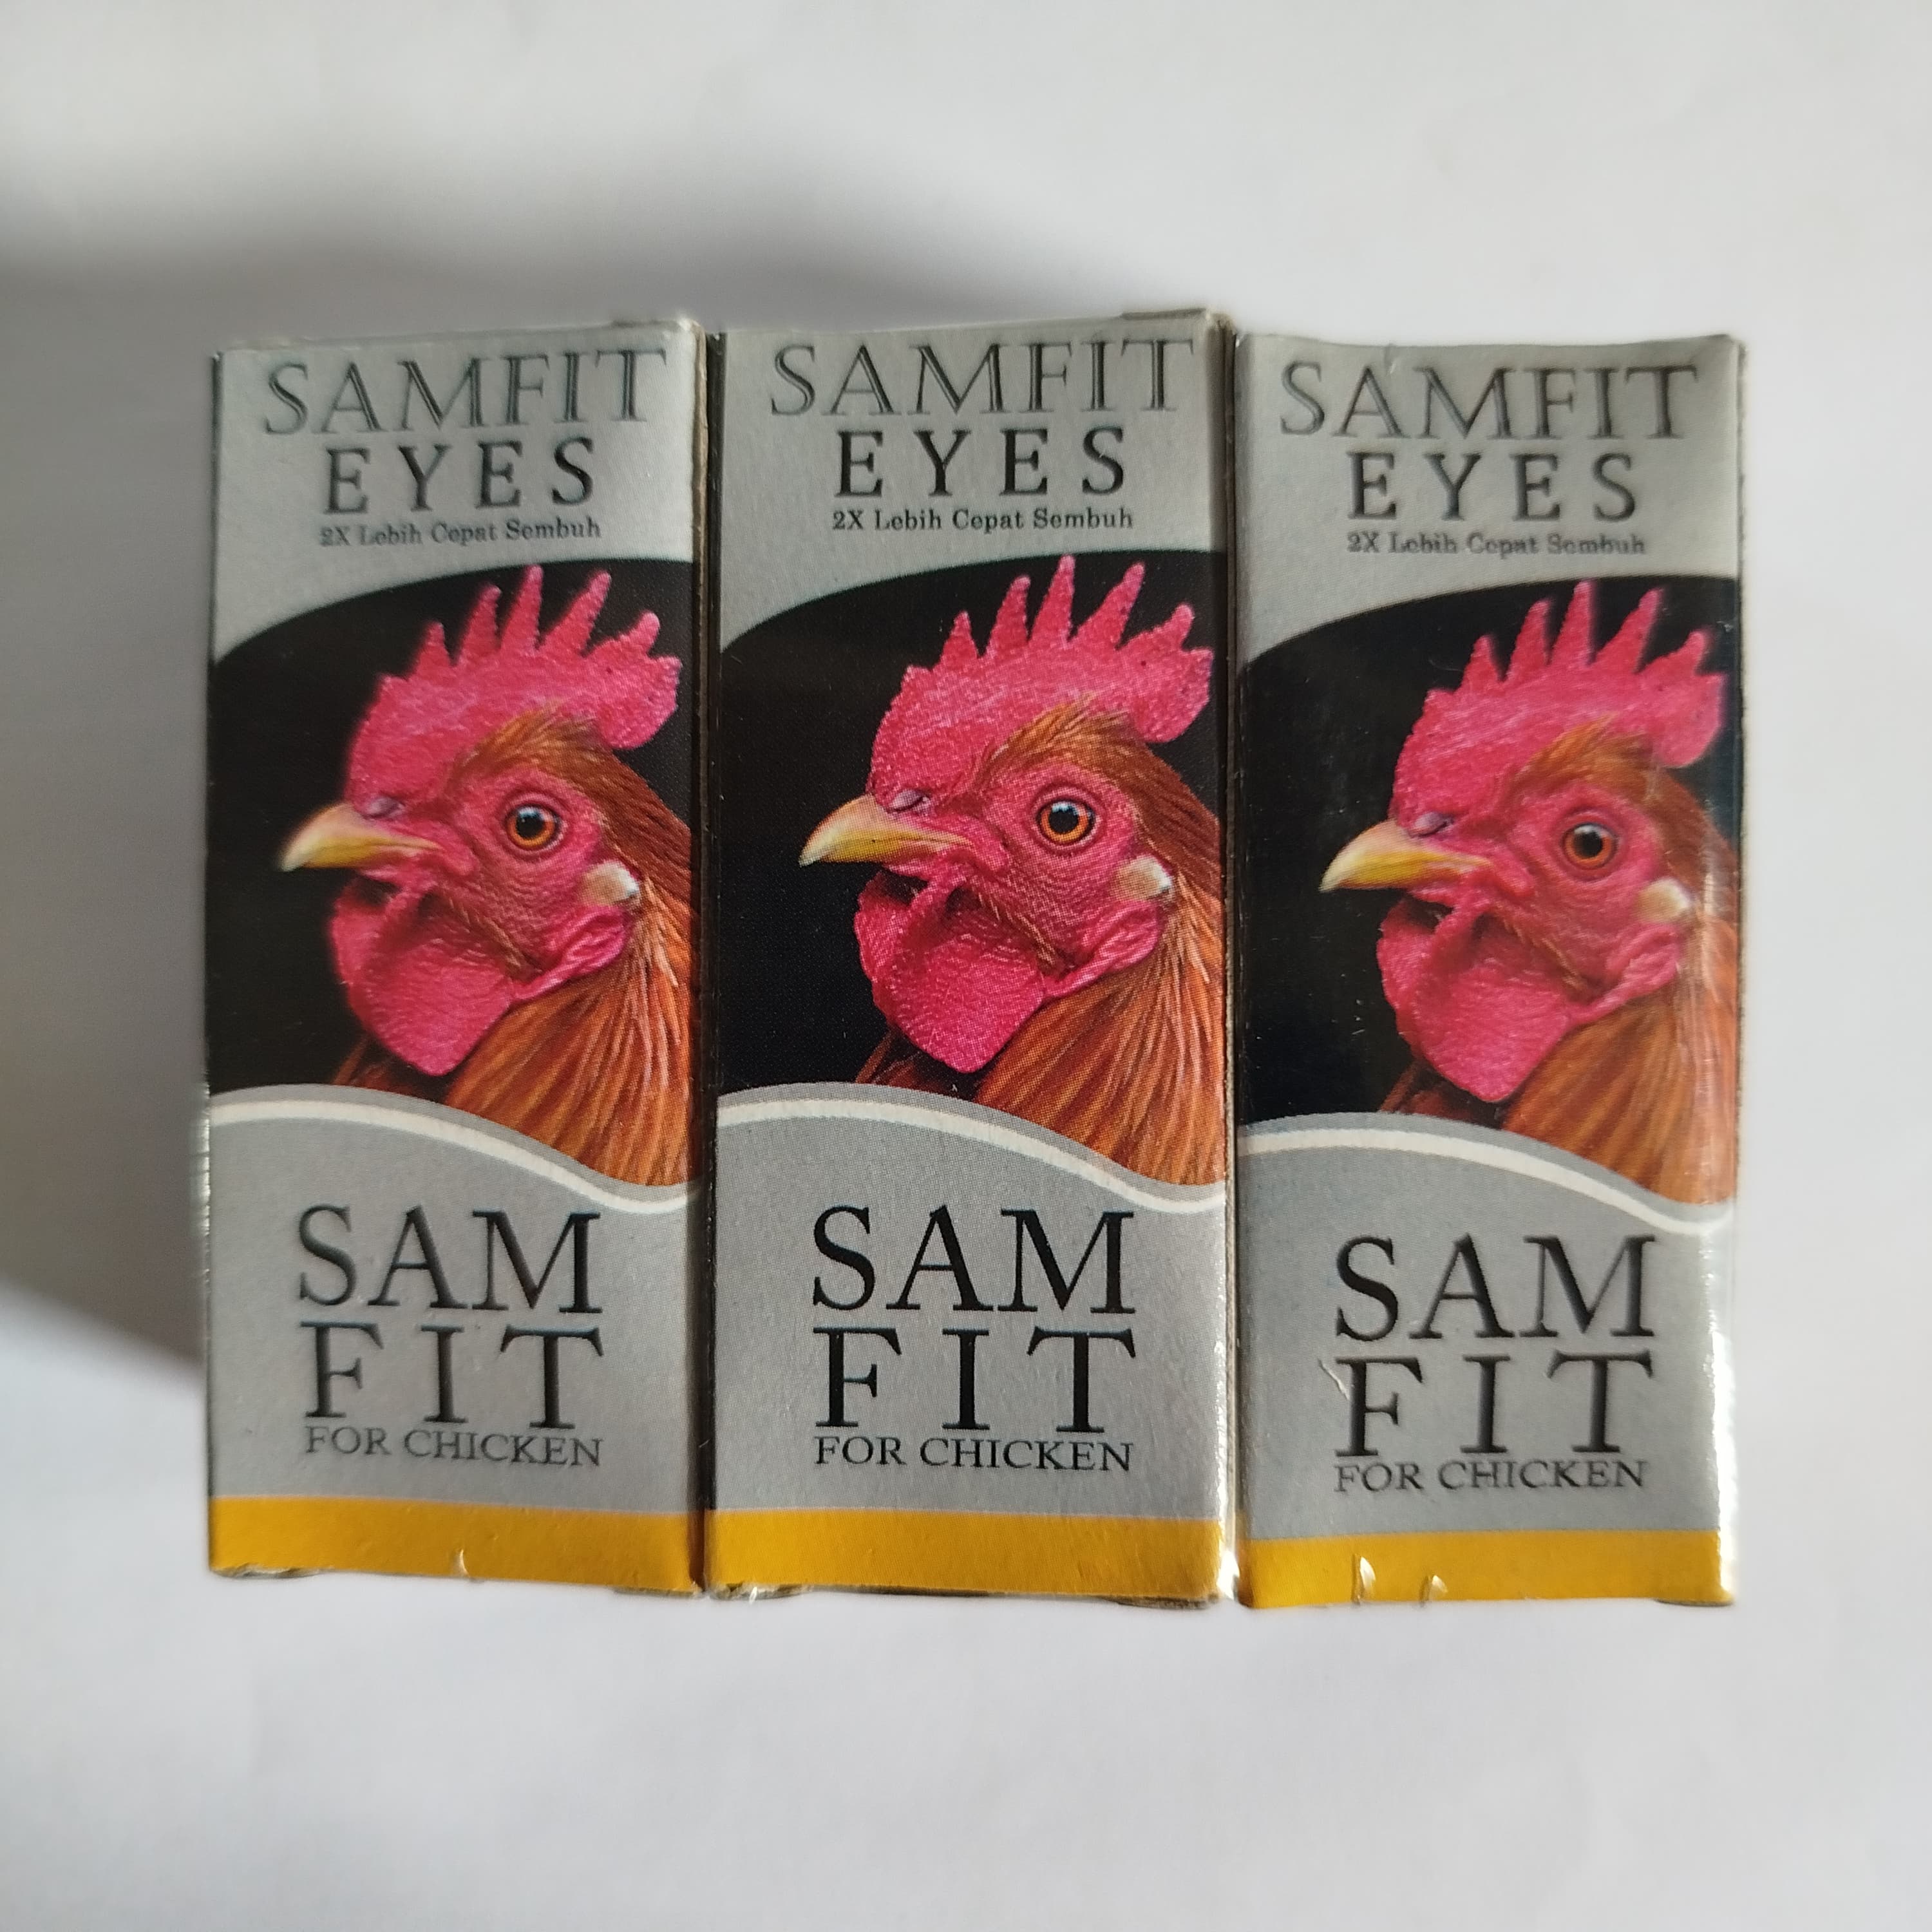 SAMFIT
EYES
2X Lebih Cepat Sembuh
SAM
FIT
FOR CHICKEN
SAMFIT
EYES
2X Lebih Cepat Sembuh
SAM
FIT
FOR CHICKEN
SAMFIT
EYES
2X Lebih Cepat Sembuh
SAM
FIT
FOR CHICKEN